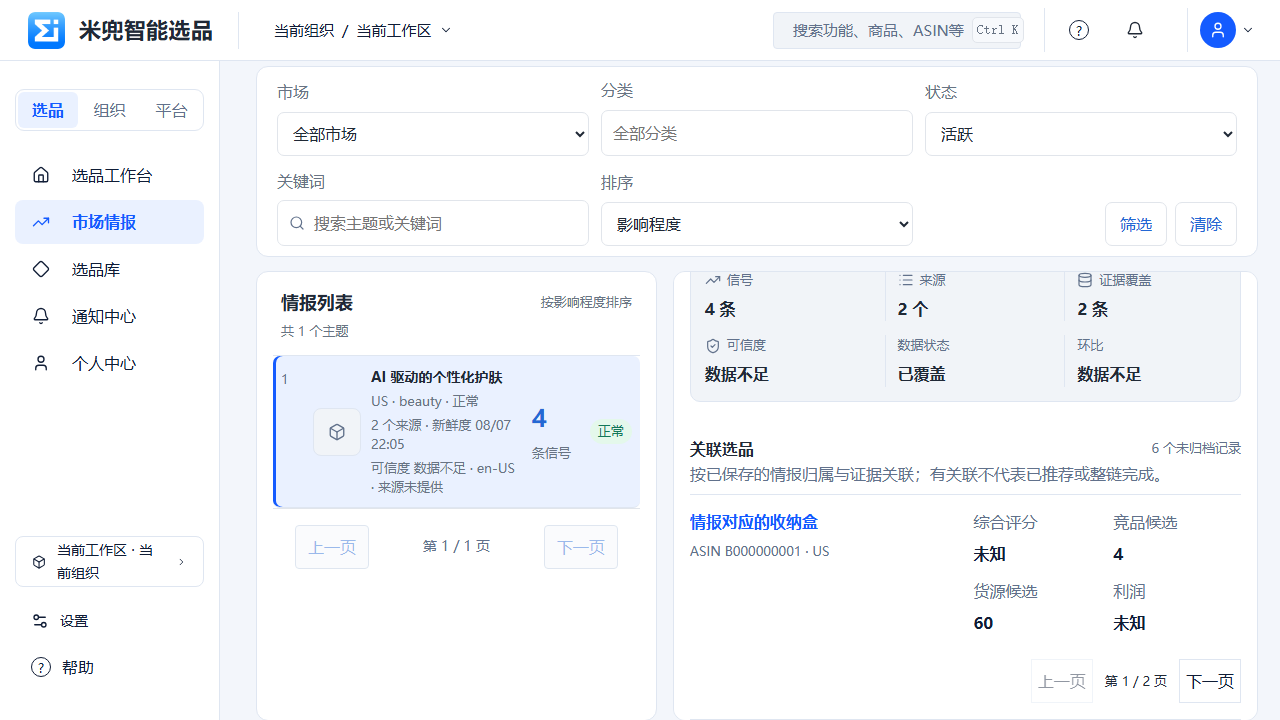 米兜智能选品
当前组织 / 当前工作区
搜索功能、商品、ASIN等 Ctrl K
选品 组织 平台
选品工作台
市场情报
选品库
通知中心
个人中心
当前工作区 · 当前组织
设置
帮助
市场
全部市场
分类
全部分类
状态
活跃
关键词
搜索主题或关键词
排序
影响程度
筛选
清除
情报列表
按影响程度排序
共 1 个主题
1
AI 驱动的个性化护肤
US · beauty · 正常
2 个来源 · 新鲜度 08/07
22:05
可信度 数据不足 · en-US
· 来源未提供
4
条信号
正常
上一页
第 1 / 1 页
下一页
信号
4 条
来源
2 个
证据覆盖
2 条
可信度
数据不足
数据状态
已覆盖
环比
数据不足
关联选品
6 个未归档记录
按已保存的情报归属与证据关联；有关联不代表已推荐或整链完成。
情报对应的收纳盒
ASIN B000000001 · US
综合评分
未知
竞品候选
4
货源候选
60
利润
未知
上一页
第 1 / 2 页
下一页